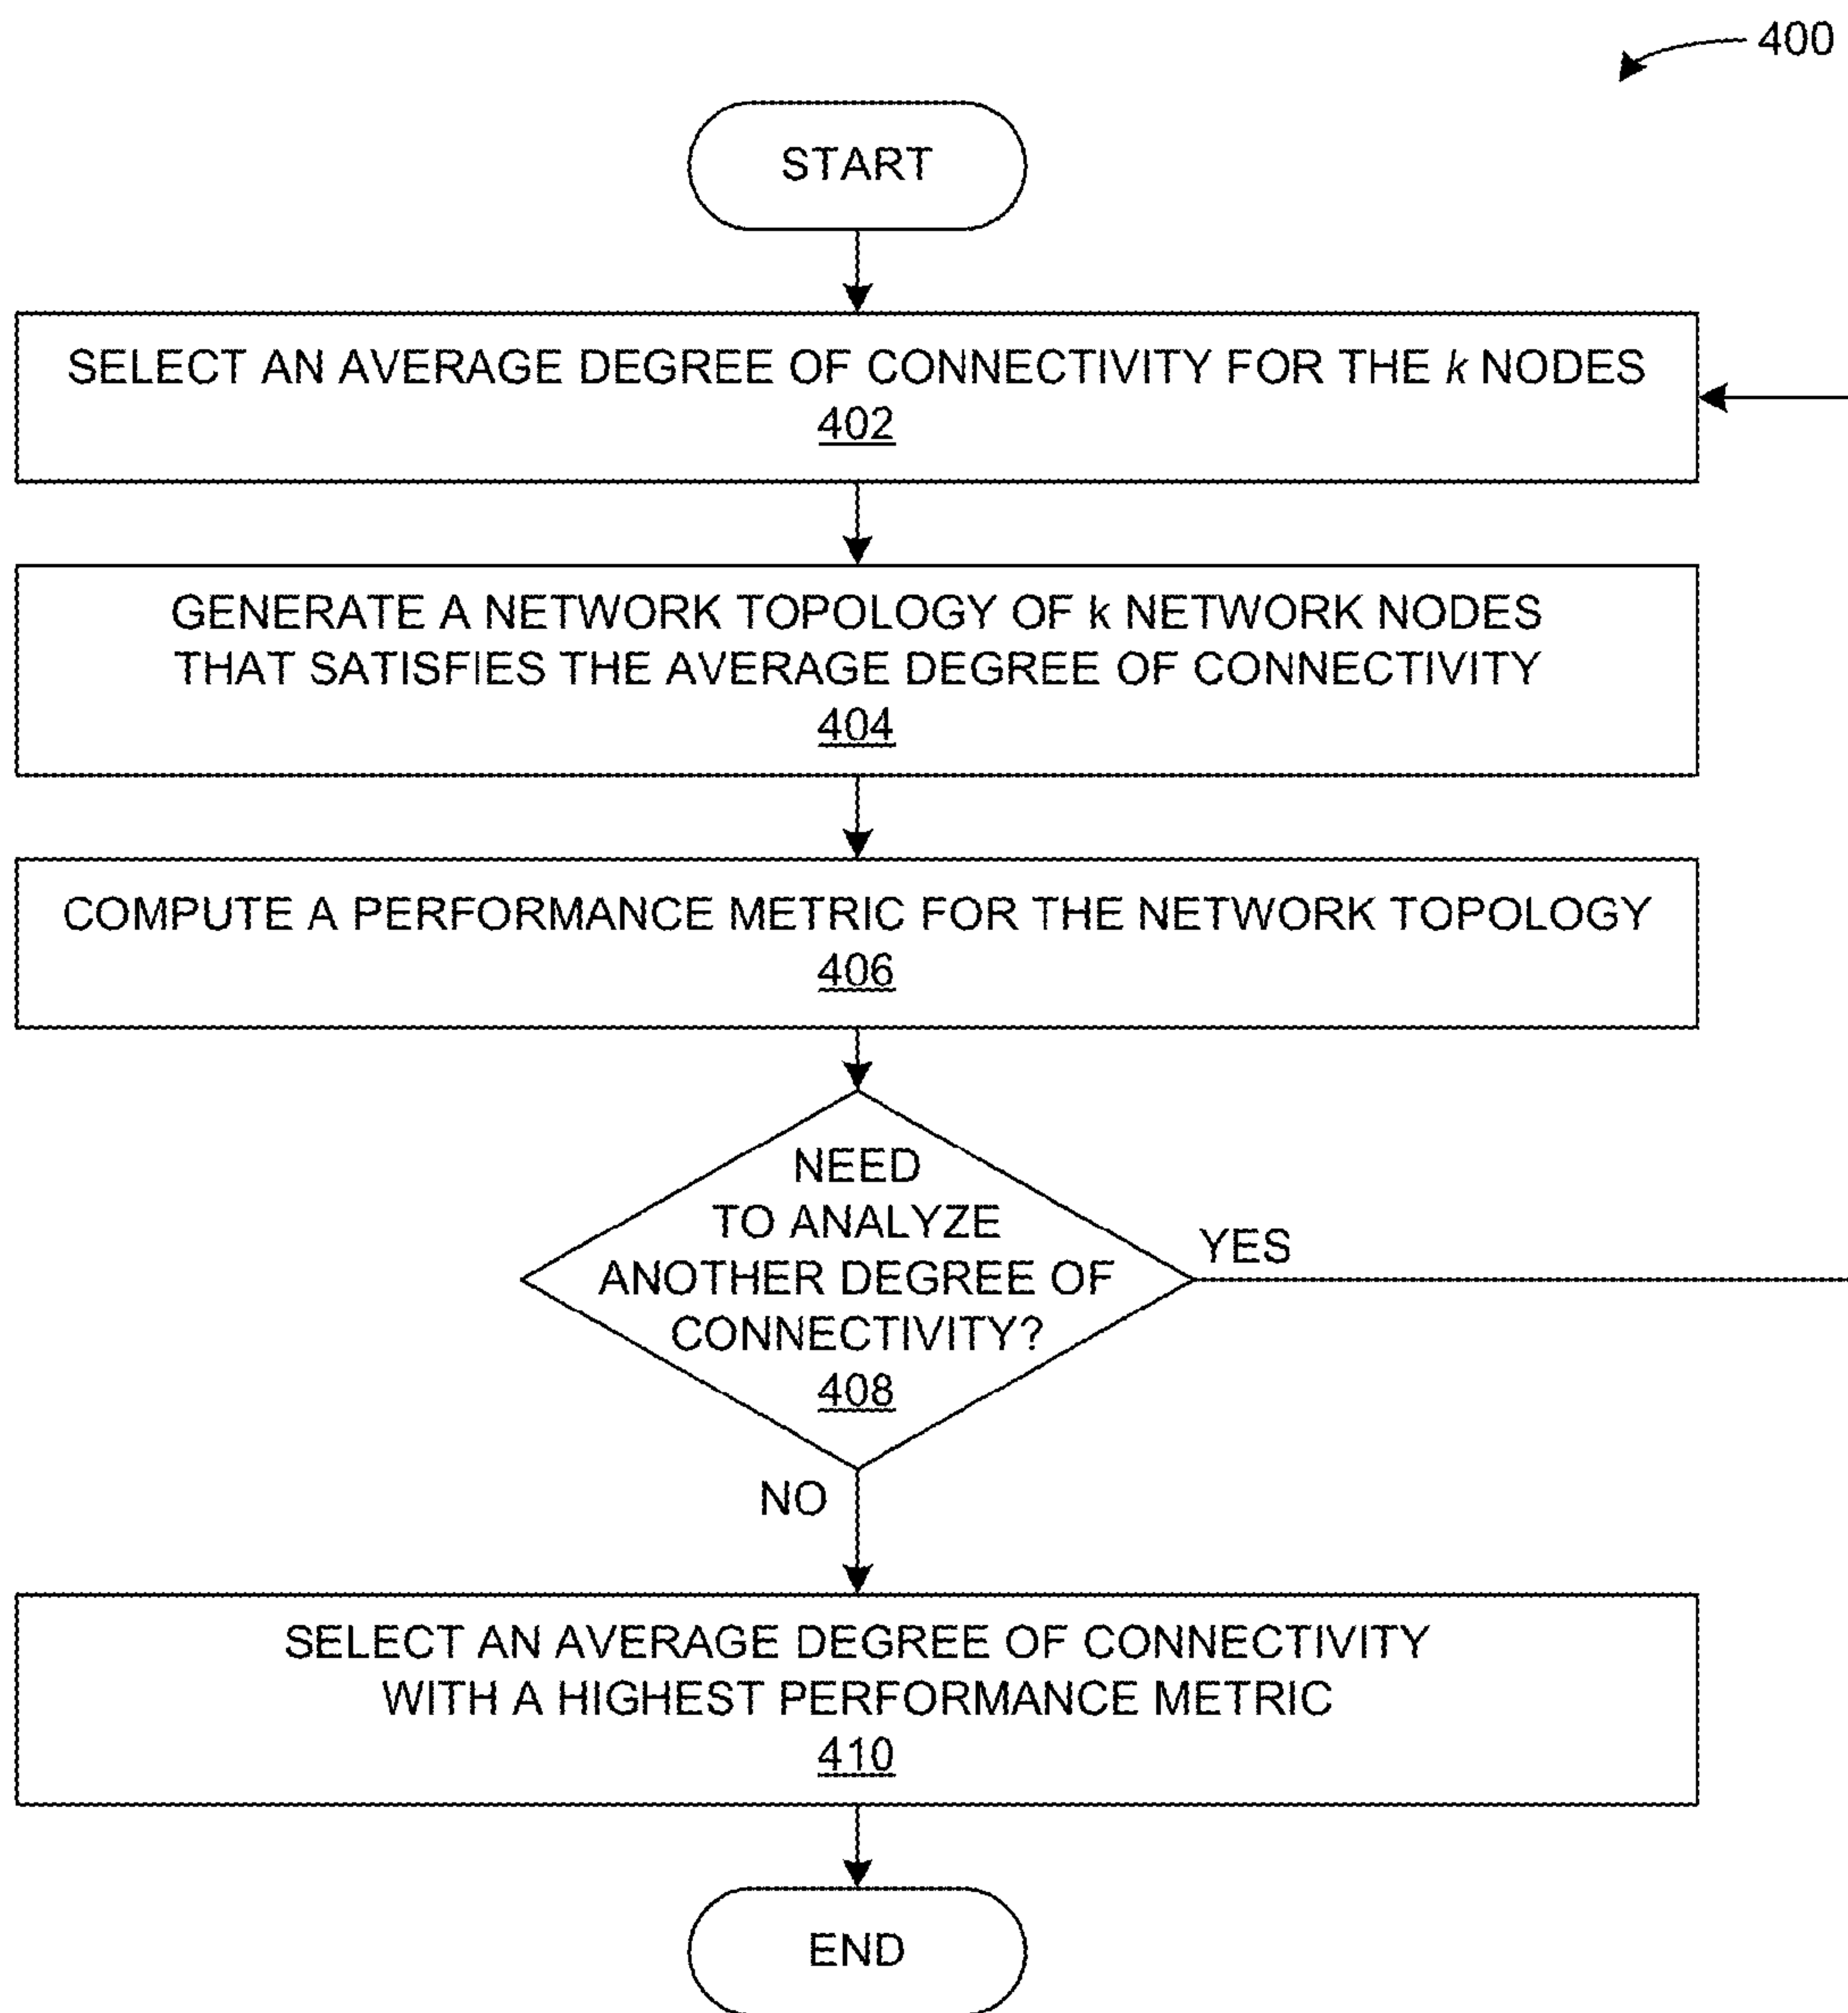 400
START
SELECT AN AVERAGE DEGREE OF CONNECTIVITY FOR THE k NODES
402
GENERATE A NETWORK TOPOLOGY OF k NETWORK NODES
THAT SATISFIES THE AVERAGE DEGREE OF CONNECTIVITY
404
COMPUTE A PERFORMANCE METRIC FOR THE NETWORK TOPOLOGY
406
NEED
TO ANALYZE
ANOTHER DEGREE OF
CONNECTIVITY?
408
YES
NO
SELECT AN AVERAGE DEGREE OF CONNECTIVITY
WITH A HIGHEST PERFORMANCE METRIC
410
END